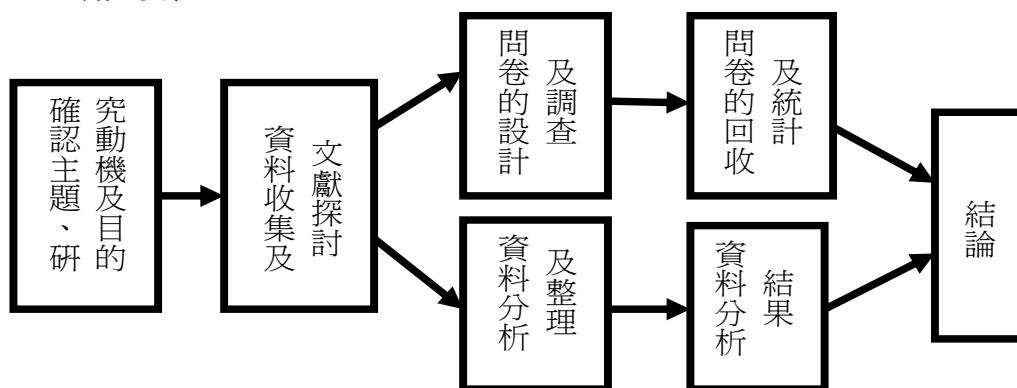 確認主題、研
究動機及目的
資料收集及
文獻探討
問卷的設計
及調查
問卷的回收
及統計
資料分析
及整理
資料分析
結果
結論